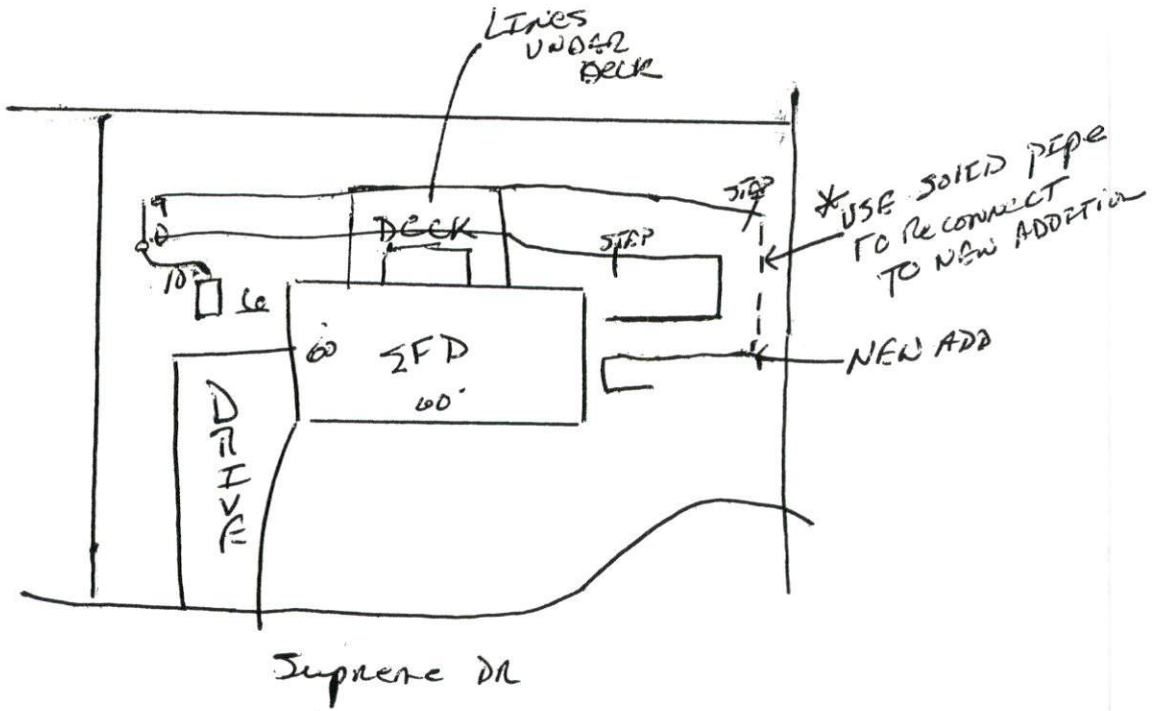 LINES
UNDER
DECK
STEP
* USE SOLID PIPE
TO RECONNECT
TO NEW ADDITION
DECK
STEP
10
60
SFD
60'
NEW ADD
DRIVE
Supreme DR